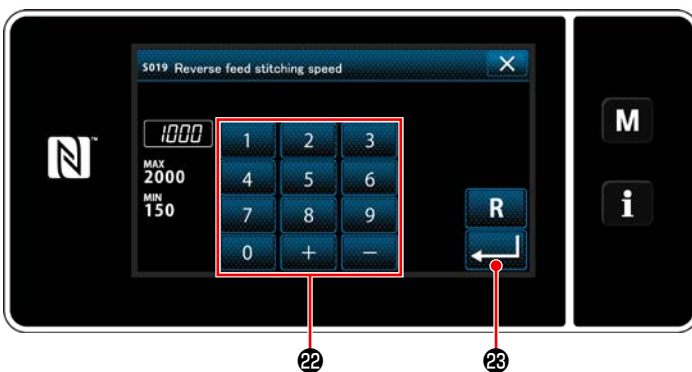 S019 Reverse feed stitching speed
1000
MAX
2000
MIN
150
1 2 3
4 5 6
7 8 9
0 + −
R
M
i
N
㉒ ㉓